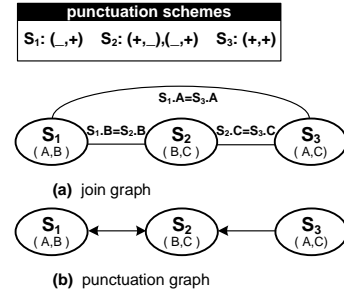 punctuation schemes
S1: (_,+) S2: (+,_),(_,+) S3: (+,+)
S1.A=S3.A
S1 S1.B=S2.B S2 S2.C=S3.C S3
(A,B) (B,C) (A,C)
(a) join graph
S1 S2 S3
(A,B) (B,C) (A,C)
(b) punctuation graph